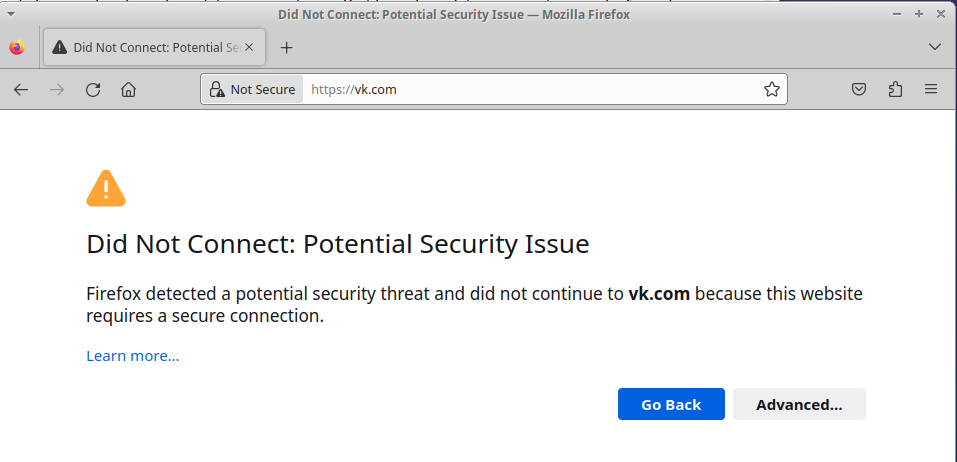 Did Not Connect: Potential Security Issue — Mozilla Firefox
Did Not Connect: Potential Se
Not Secure
https://vk.com
Did Not Connect: Potential Security Issue
Firefox detected a potential security threat and did not continue to vk.com because this website
requires a secure connection.
Learn more...
Go Back
Advanced...